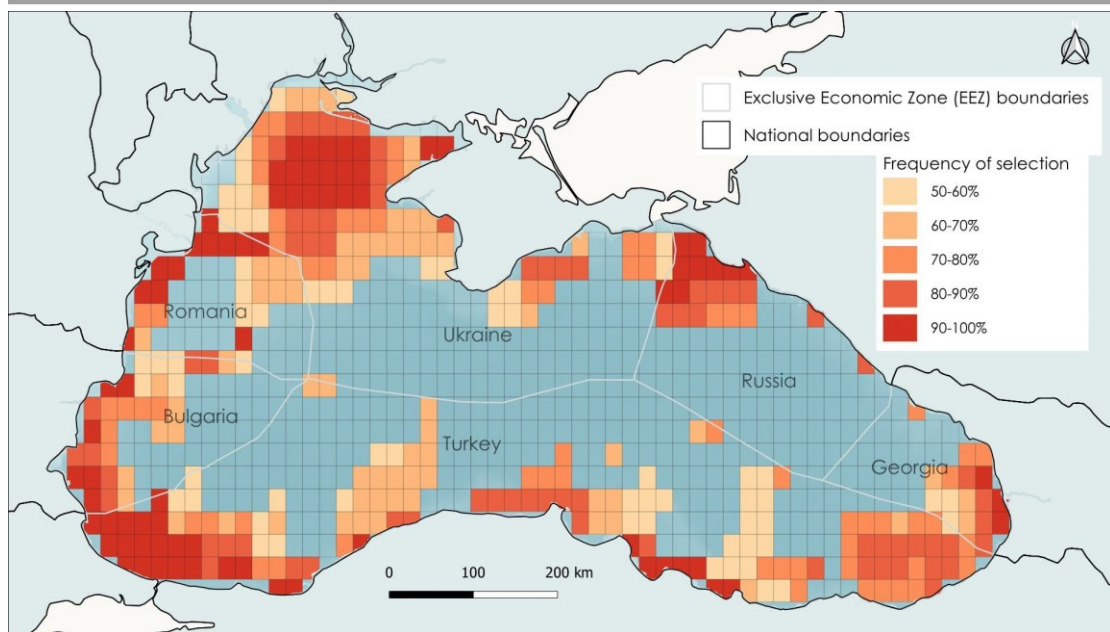 N
Exclusive Economic Zone (EEZ) boundaries
National boundaries
Frequency of selection
50-60%
60-70%
70-80%
80-90%
90-100%
Romania
Ukraine
Russia
Bulgaria
Turkey
Georgia
0 100 200 km